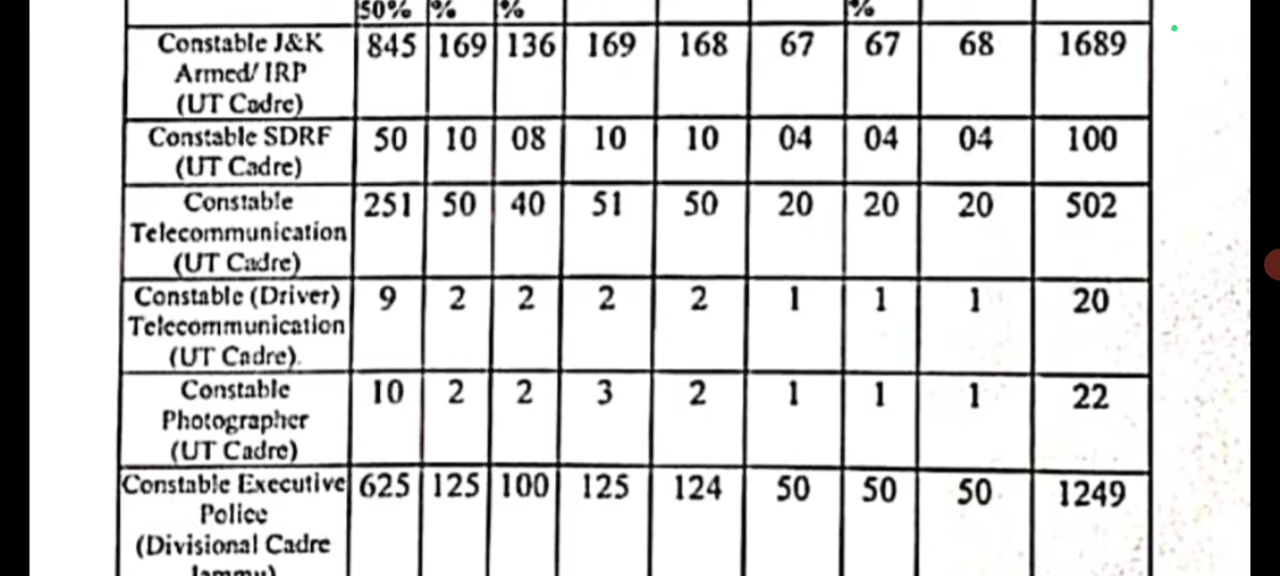 50% % % %
Constable J&K 845 169 136 169 168 67 67 68 1689
Armed/ IRP
(UT Cadre)
Constable SDRF 50 10 08 10 10 04 04 04 100
(UT Cadre)
Constable 251 50 40 51 50 20 20 20 502
Telecommunication
(UT Cadre)
Constable (Driver) 9 2 2 2 2 1 1 1 20
Telecommunication
(UT Cadre).
Constable 10 2 2 3 2 1 1 1 22
Photographer
(UT Cadre)
Constable Executive 625 125 100 125 124 50 50 50 1249
Police
(Divisional Cadre
Jammu)